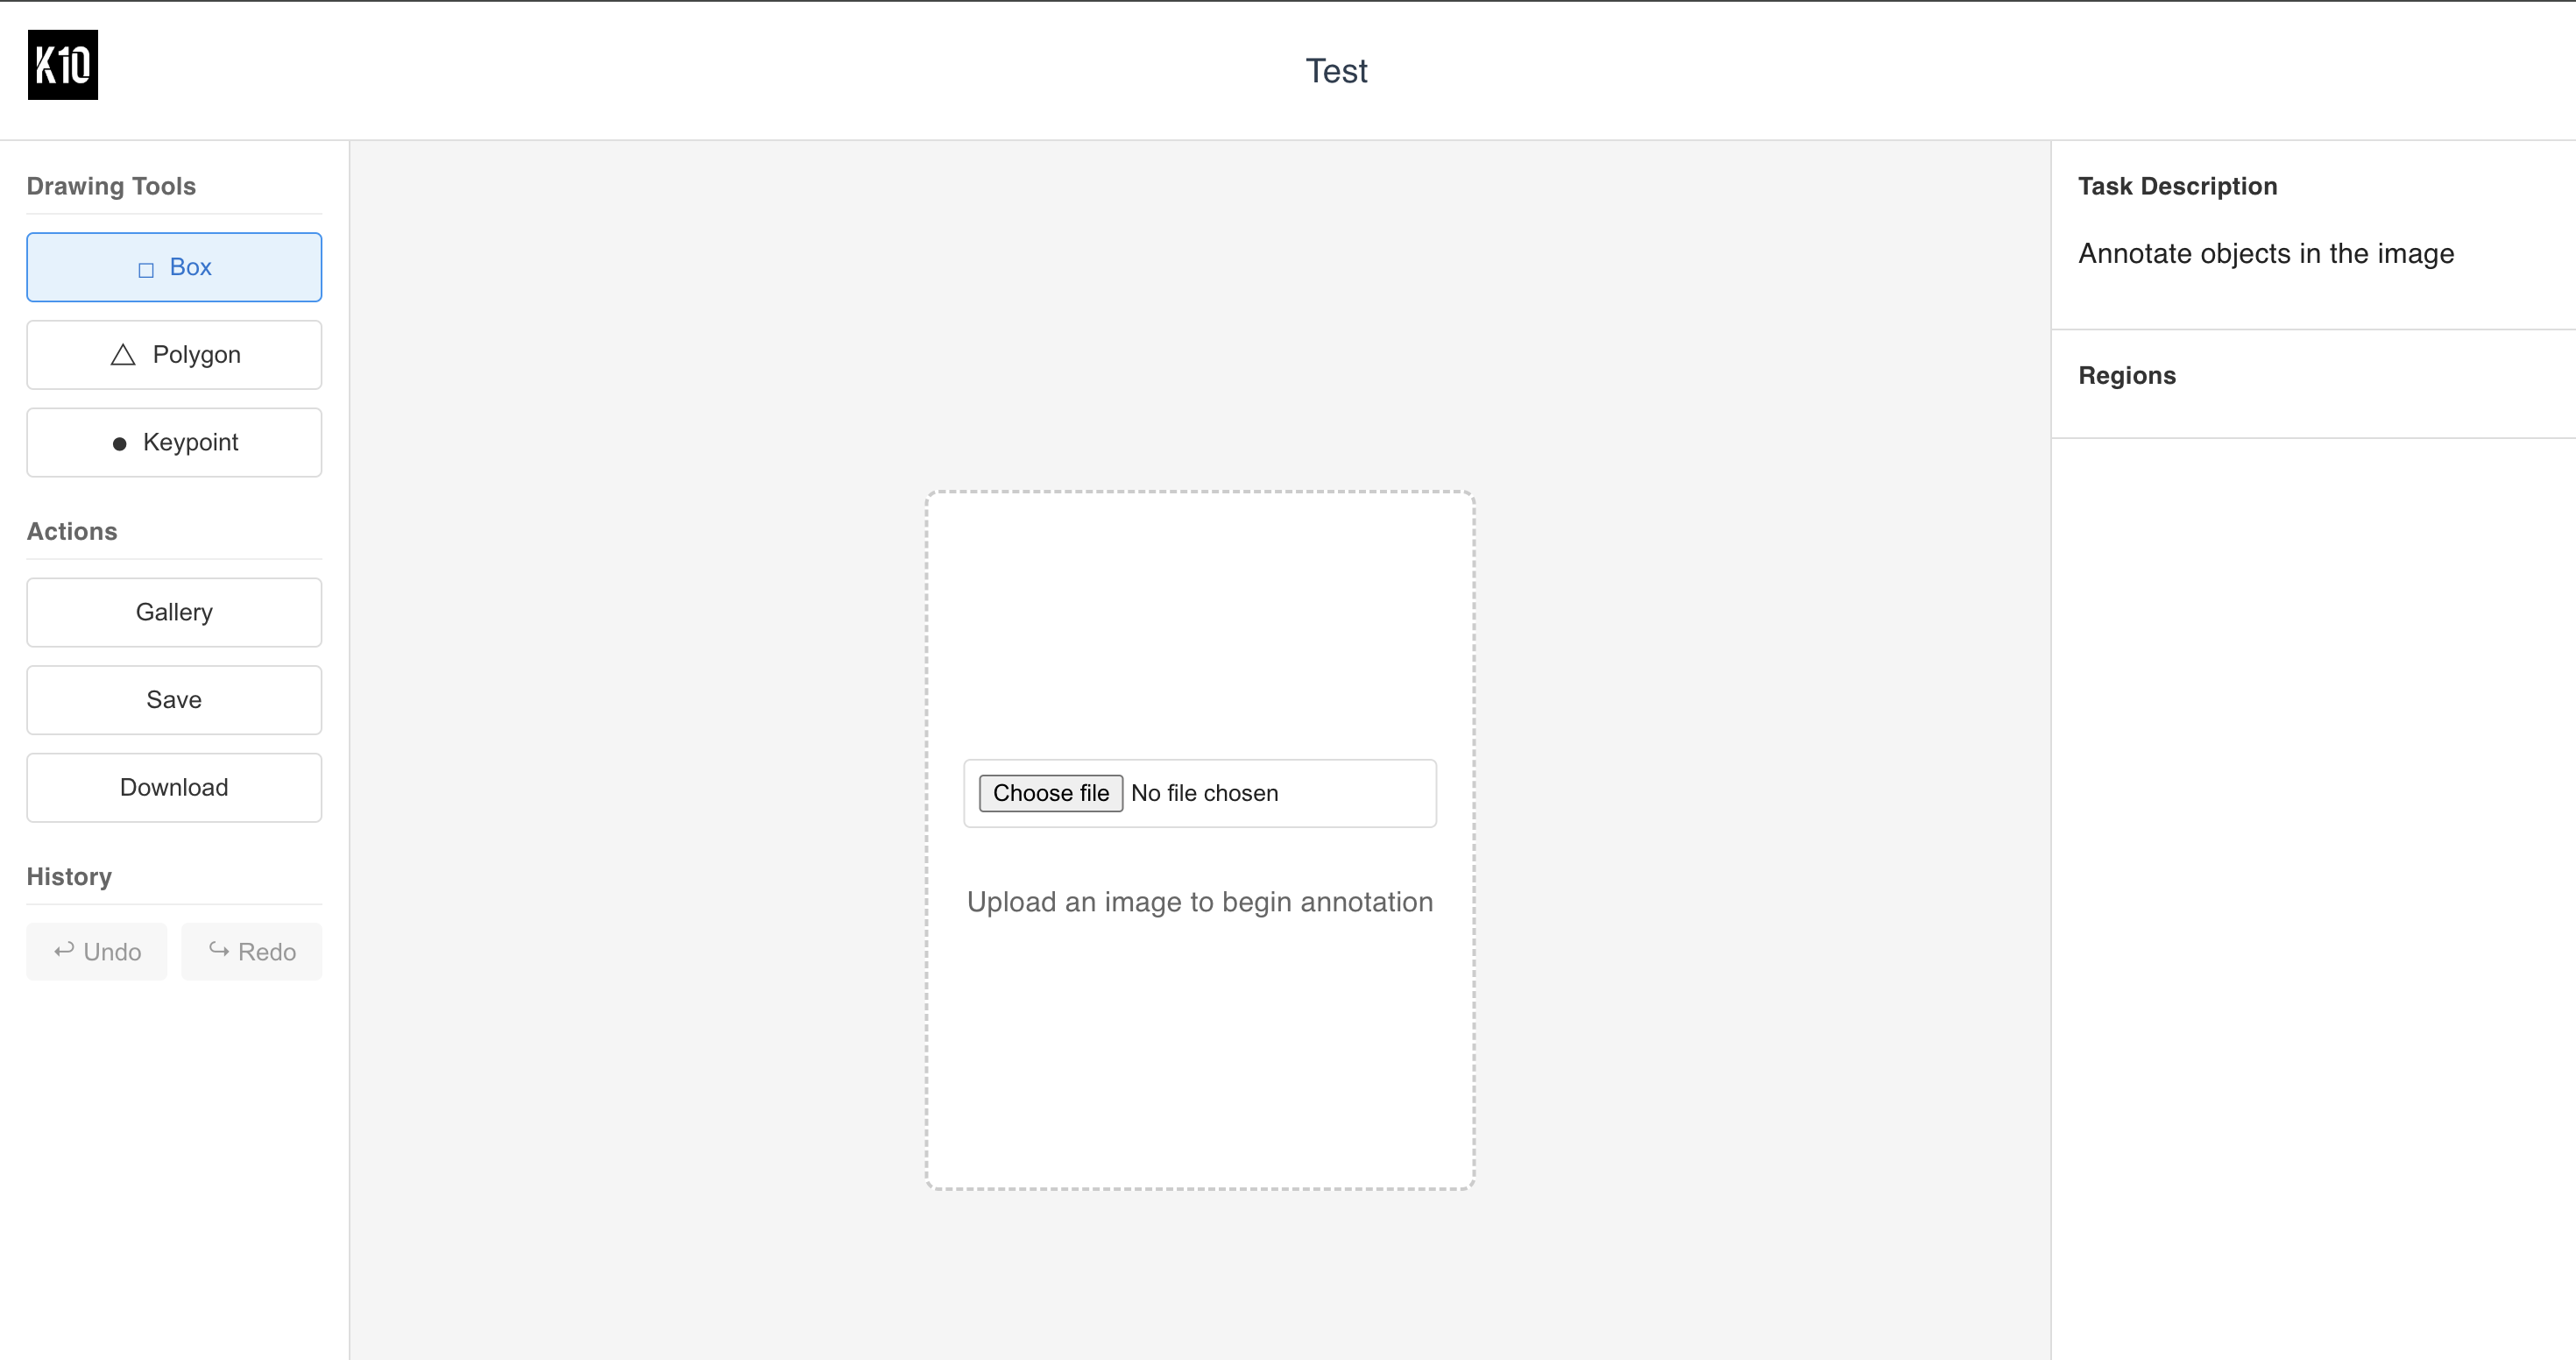 K10
Test
Drawing Tools
Box
Polygon
Keypoint
Actions
Gallery
Save
Download
History
Undo Redo
Choose file No file chosen
Upload an image to begin annotation
Task Description
Annotate objects in the image
Regions